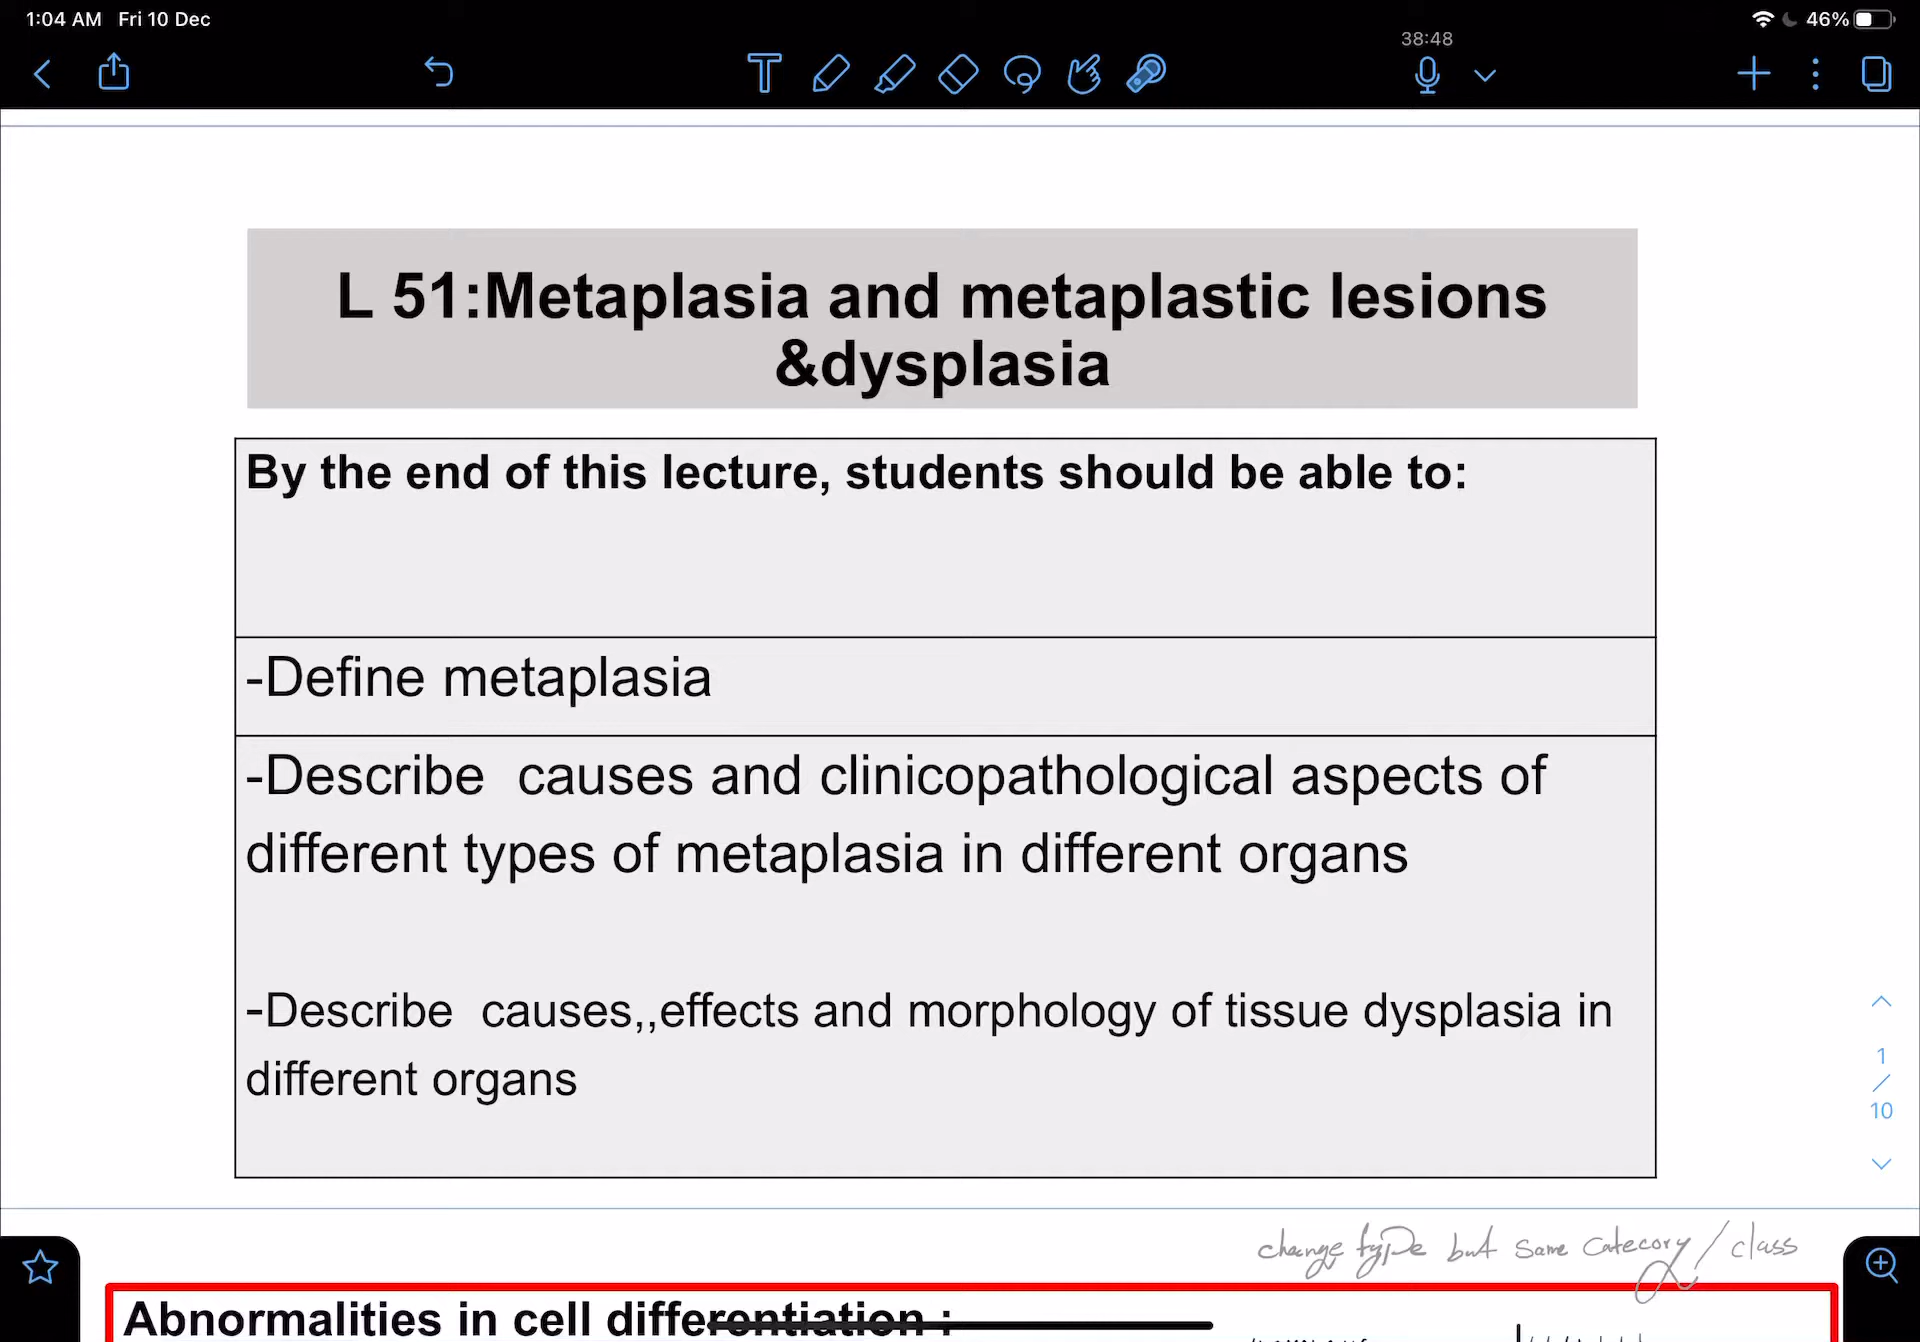 1:04 AM Fri 10 Dec
46%
38:48
L 51:Metaplasia and metaplastic lesions
&dysplasia
By the end of this lecture, students should be able to:
-Define metaplasia
-Describe causes and clinicopathological aspects of
different types of metaplasia in different organs
-Describe causes,,effects and morphology of tissue dysplasia in
different organs
1
/
10
change type but same catecory / class
Abnormalities in cell differentiation :